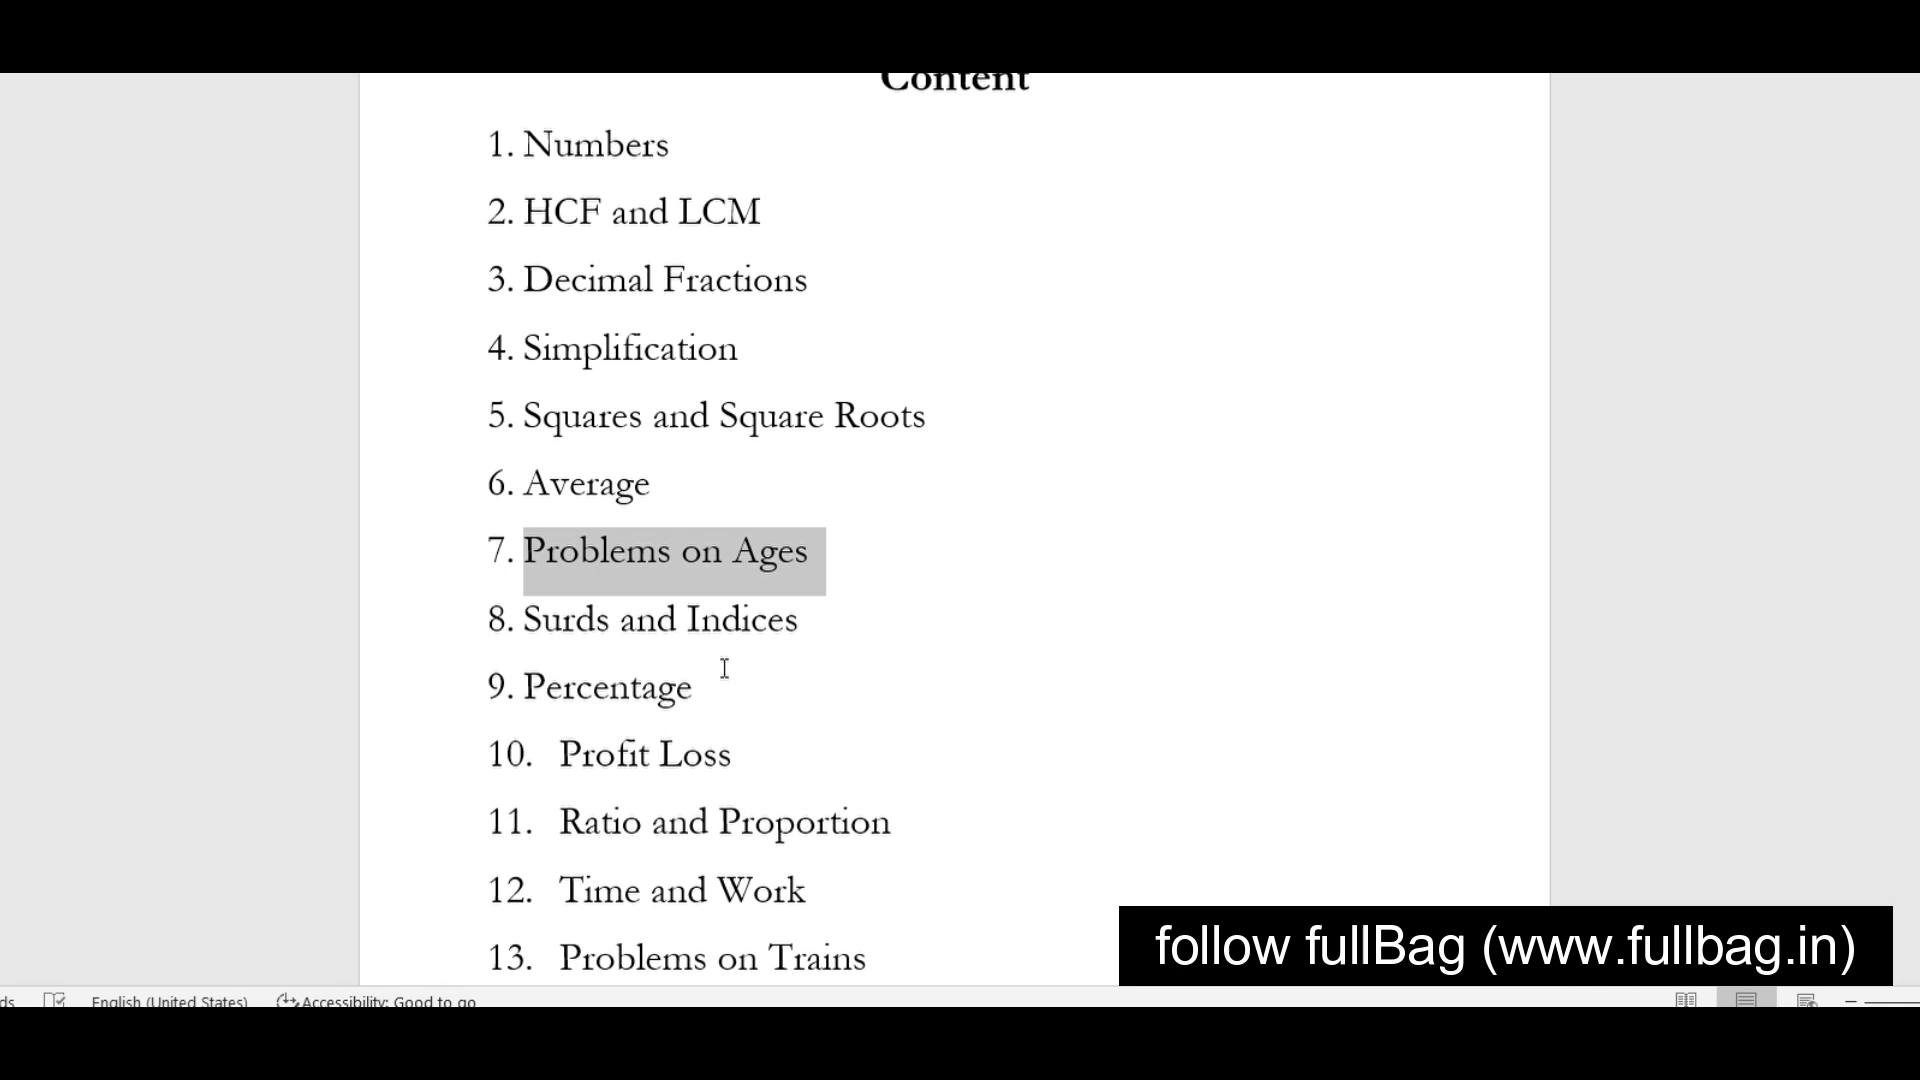 Content
1. Numbers
2. HCF and LCM
3. Decimal Fractions
4. Simplification
5. Squares and Square Roots
6. Average
7. Problems on Ages
8. Surds and Indices
9. Percentage
10. Profit Loss
11. Ratio and Proportion
12. Time and Work
13. Problems on Trains
follow fullBag (www.fullbag.in)
English (United States) Accessibility: Good to go